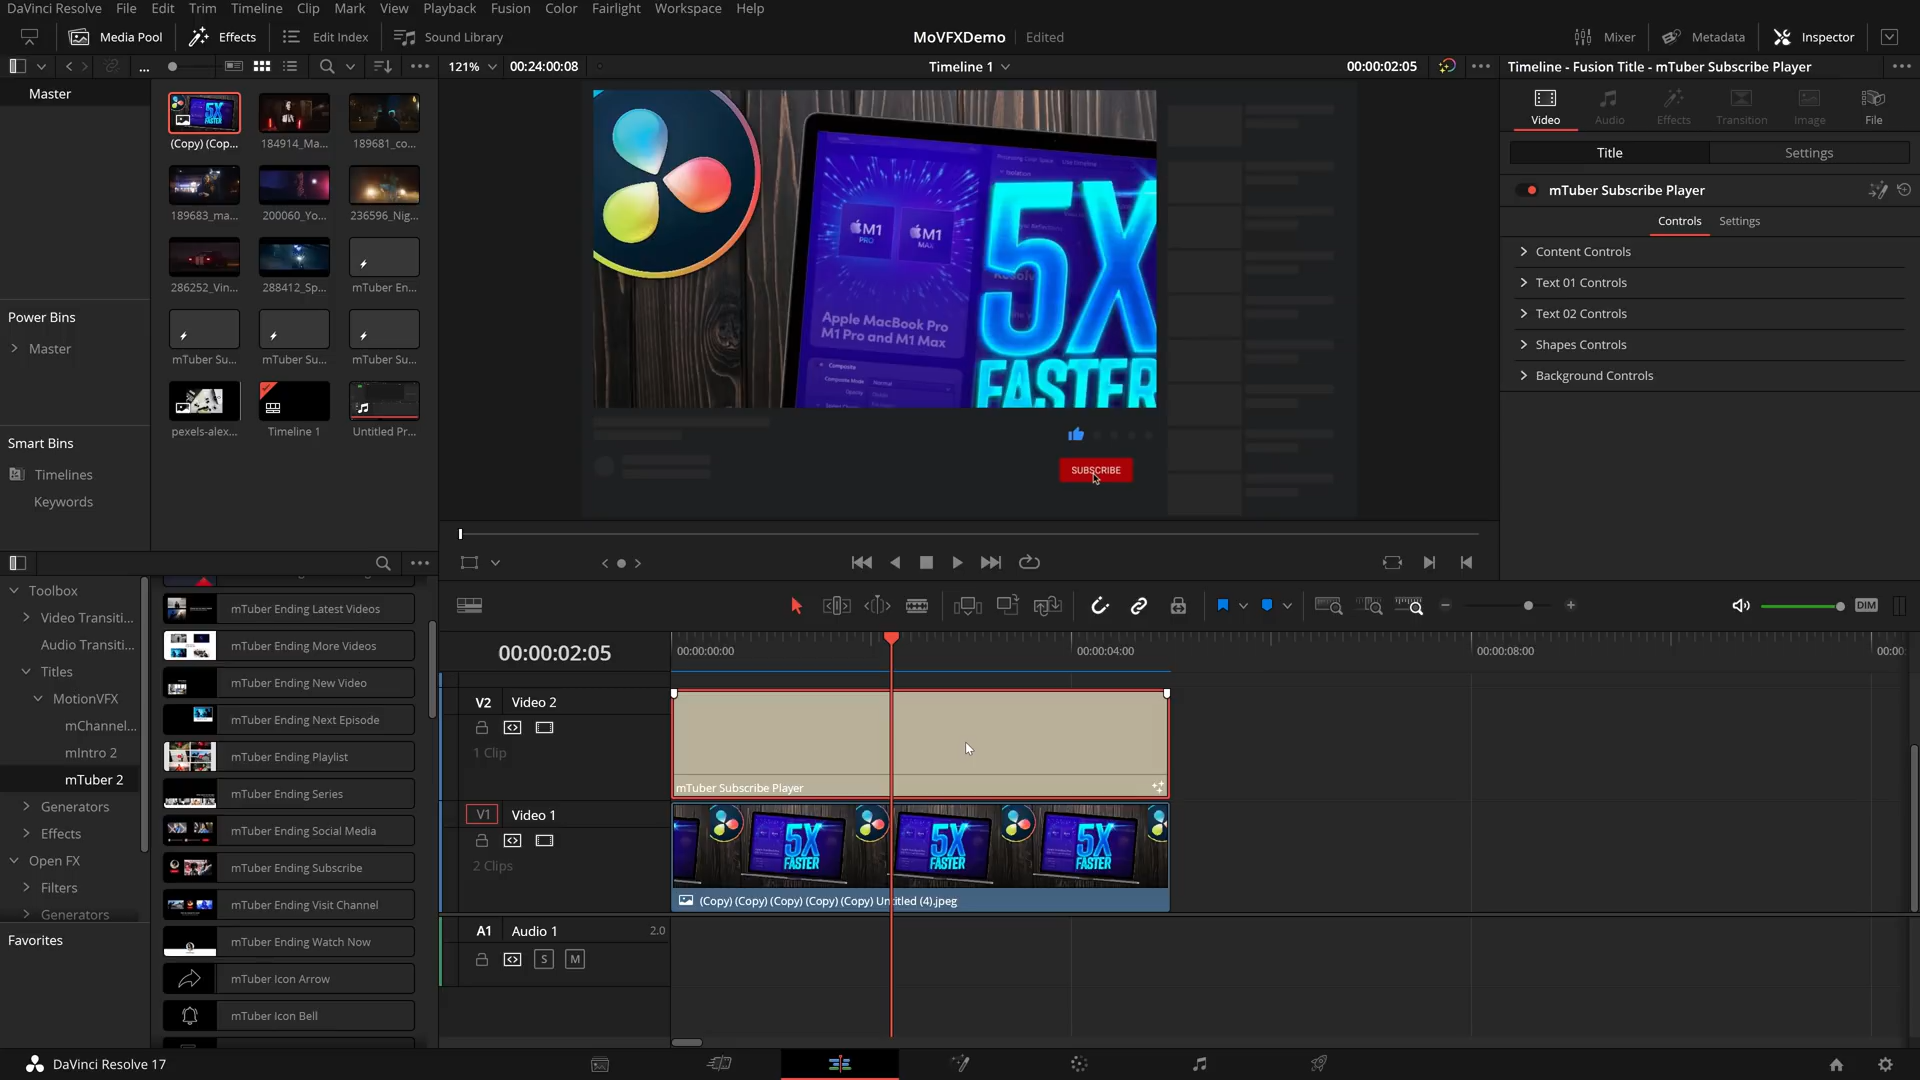 DaVinci Resolve File Edit Trim Timeline Clip Mark View Playback Fusion Color Fairlight Workspace Help
Media Pool Effects Edit Index Sound Library MoVFXDemo Edited Mixer Metadata Inspector
... 121% 00:24:00:08 Timeline 1 00:00:02:05 Timeline - Fusion Title - mTuber Subscribe Player
Master
(Copy) (Cop... 184914_Ma... 189681_co...
189683_ma... 200060_Yo... 236596_Nig...
286252_Vin... 288412_Sp... mTuber En...
mTuber Su... mTuber Su... mTuber Su...
pexels-alex... Timeline 1 Untitled Pr...
Power Bins
Master
Smart Bins
Timelines
Keywords
M1
PRO
M1
MAX
Apple MacBook Pro
M1 Pro and M1 Max
Composite
Composite Mode Normal
5X
FASTER
SUBSCRIBE
Video Audio Effects Transition Image File
Title Settings
mTuber Subscribe Player
Controls Settings
Content Controls
Text 01 Controls
Text 02 Controls
Shapes Controls
Background Controls
Toolbox
Video Transiti...
Audio Transiti...
Titles
MotionVFX
mChannel...
mIntro 2
mTuber 2
Generators
Effects
Open FX
Filters
Generators
Favorites
mTuber Ending Latest Videos
mTuber Ending More Videos
mTuber Ending New Video
mTuber Ending Next Episode
mTuber Ending Playlist
mTuber Ending Series
mTuber Ending Social Media
mTuber Ending Subscribe
mTuber Ending Visit Channel
mTuber Ending Watch Now
mTuber Icon Arrow
mTuber Icon Bell
DIM
00:00:02:05 00:00:00:00 00:00:04:00 00:00:08:00 00:00
V2 Video 2
1 Clip
mTuber Subscribe Player
V1 Video 1
2 Clips
5X
FASTER
5X
FASTER
5X
FASTER
(Copy) (Copy) (Copy) (Copy) (Copy) Untitled (4).jpeg
A1 Audio 1 2.0
S M
DaVinci Resolve 17